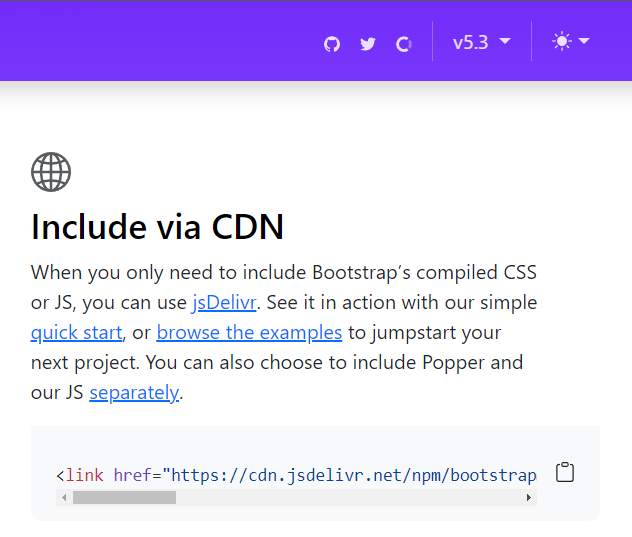 v5.3
Include via CDN
When you only need to include Bootstrap’s compiled CSS
or JS, you can use jsDelivr. See it in action with our simple
quick start, or browse the examples to jumpstart your
next project. You can also choose to include Popper and
our JS separately.
<link href="https://cdn.jsdelivr.net/npm/bootstrap